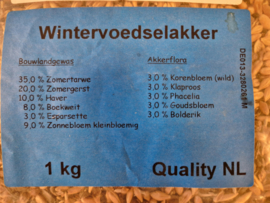 Wintervoedselakker
Bouwlandgewas
35,0 % Zomertarwe
20,0 % Zomergerst
10,0 % Haver
6,0 % Boekweit
3,0 % Esparsette
9,0 % Zonnebloem kleinbloemig
Akkerflora
3,0 % Korenbloem (wild)
3,0 % Klaproos
3,0 % Phacelia
3,0 % Goudsbloem
5,0 % Bolderik
1 kg
Quality NL